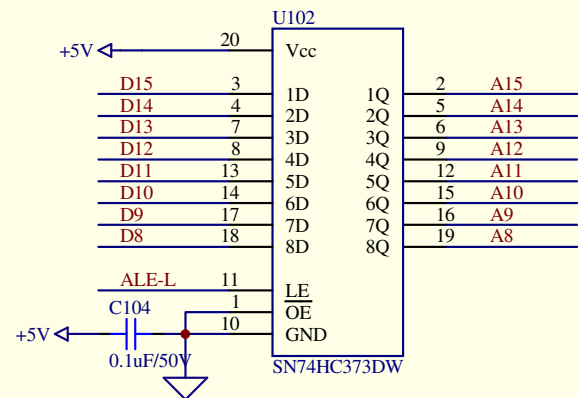 U102
+5V 20 Vcc
D15 3 1D 1Q 2 A15
D14 4 2D 2Q 5 A14
D13 7 3D 3Q 6 A13
D12 8 4D 4Q 9 A12
D11 13 5D 5Q 12 A11
D10 14 6D 6Q 15 A10
D9 17 7D 7Q 16 A9
D8 18 8D 8Q 19 A8
ALE-L 11 LE
C104 1 OE
+5V 10 GND
0.1uF/50V SN74HC373DW